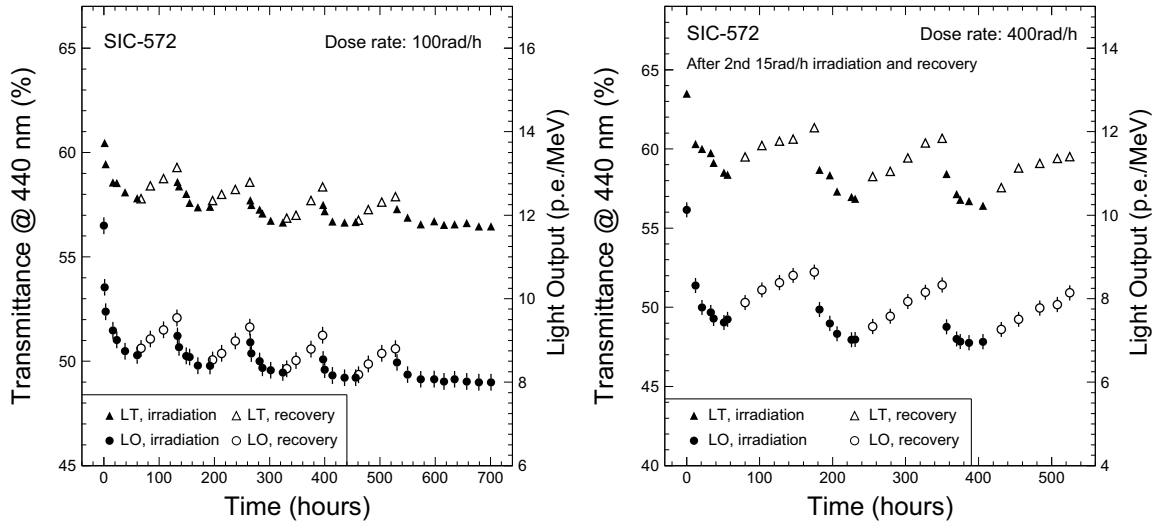 SIC-572
Dose rate: 100rad/h
Transmittance @ 440 nm (%)
65
60
55
50
45
16
14
12
10
8
6
Light Output (p.e./MeV)
LT, irradiation
LT, recovery
LO, irradiation
LO, recovery
0 100 200 300 400 500 600 700
Time (hours)
SIC-572
Dose rate: 400rad/h
After 2nd 15rad/h irradiation and recovery
Transmittance @ 440 nm (%)
65
60
55
50
45
40
14
12
10
8
6
4
Light Output (p.e./MeV)
LT, irradiation
LT, recovery
LO, irradiation
LO, recovery
0 100 200 300 400 500
Time (hours)